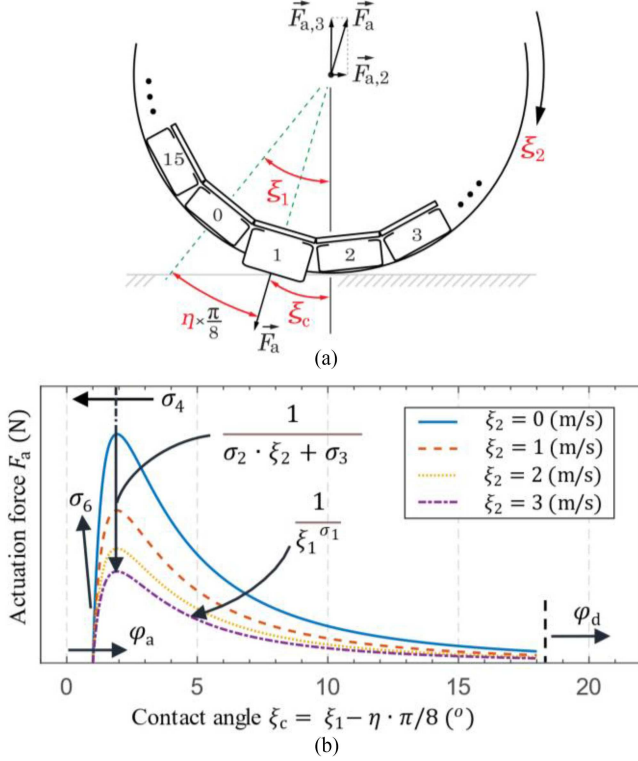 F⃗a,3 F⃗a
F⃗a,2
ξ2
15
ξ1
0
3
1
2
η×π/8
ξc
F⃗a
(a)
σ4
1/(σ2 · ξ2 + σ3)
ξ2 = 0 (m/s)
ξ2 = 1 (m/s)
ξ2 = 2 (m/s)
ξ2 = 3 (m/s)
σ6
1/ξ1^σ1
Actuation force Fa (N)
φa
φd
0 5 10 15 20
Contact angle ξc = ξ1− η · π/8 (o)
(b)